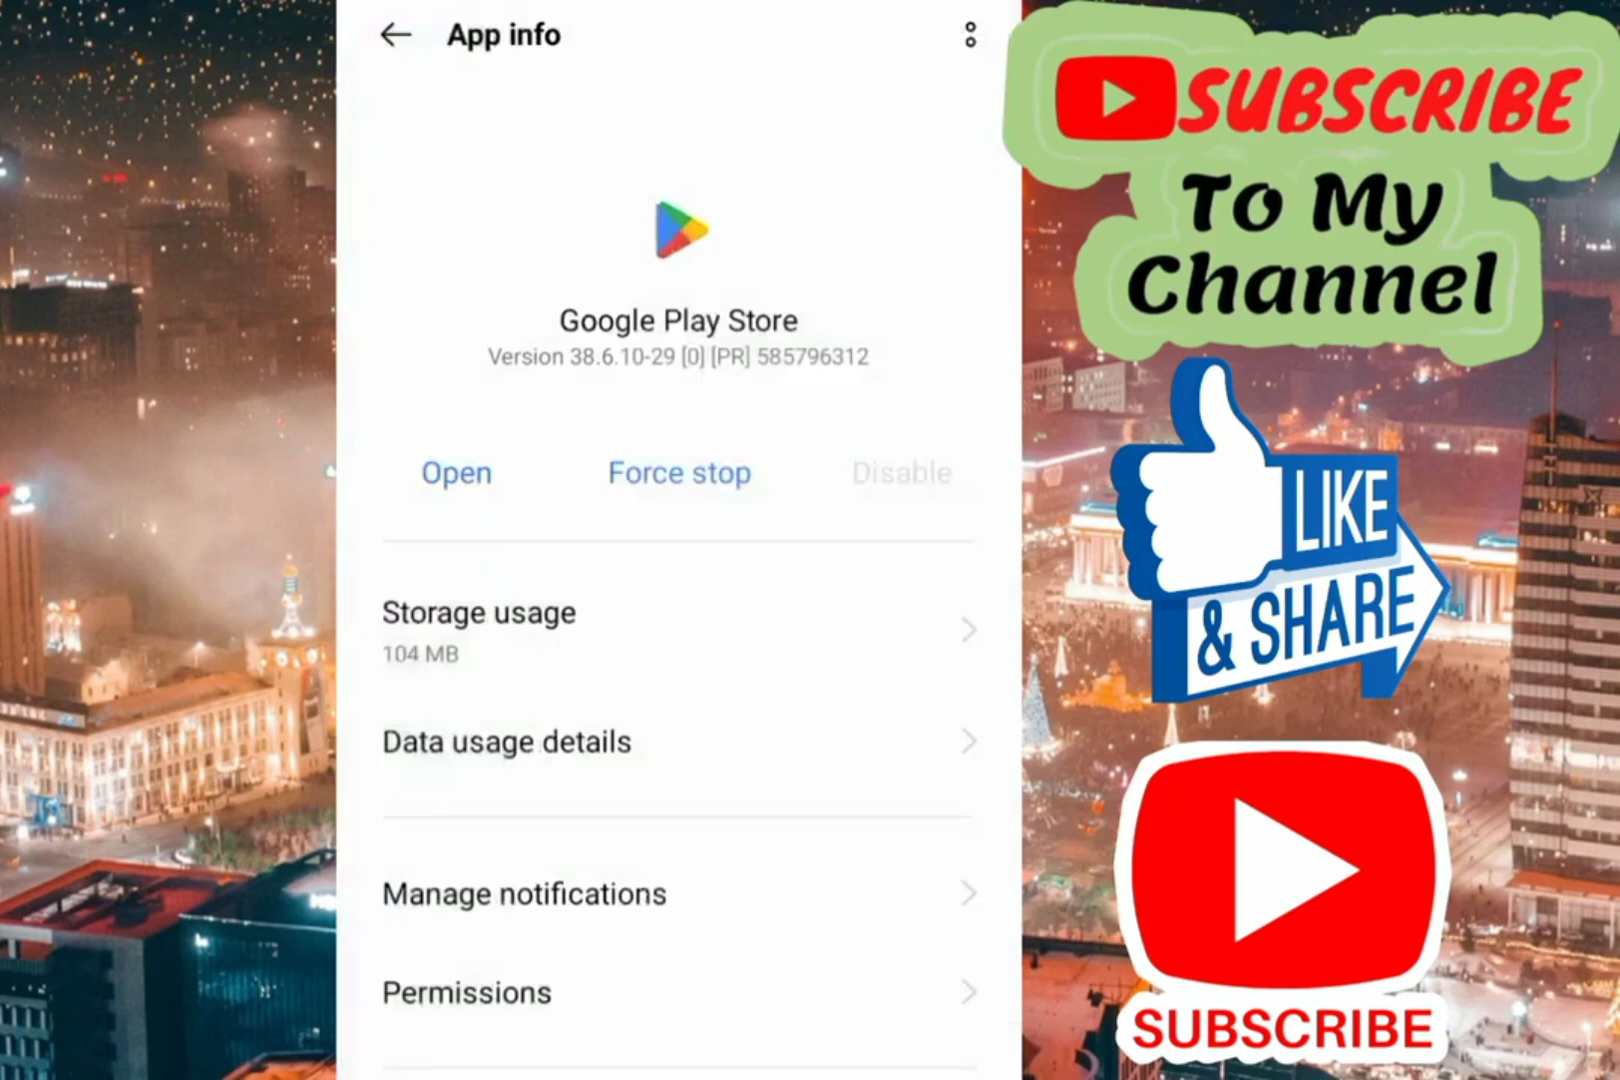 App info
Google Play Store
Version 38.6.10-29 [0] [PR] 585796312
Open
Force stop
Disable
Storage usage
104 MB
Data usage details
Manage notifications
Permissions
SUBSCRIBE
To My
Channel
LIKE
& SHARE
SUBSCRIBE